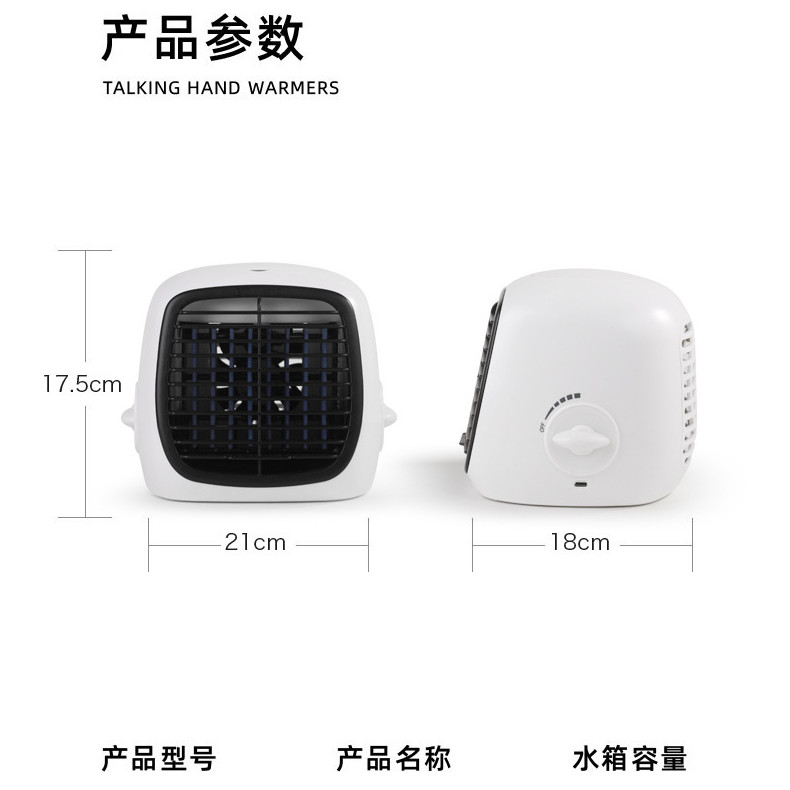 产品参数
TALKING HAND WARMERS
17.5cm
OFF
21cm
18cm
产品型号
产品名称
水箱容量